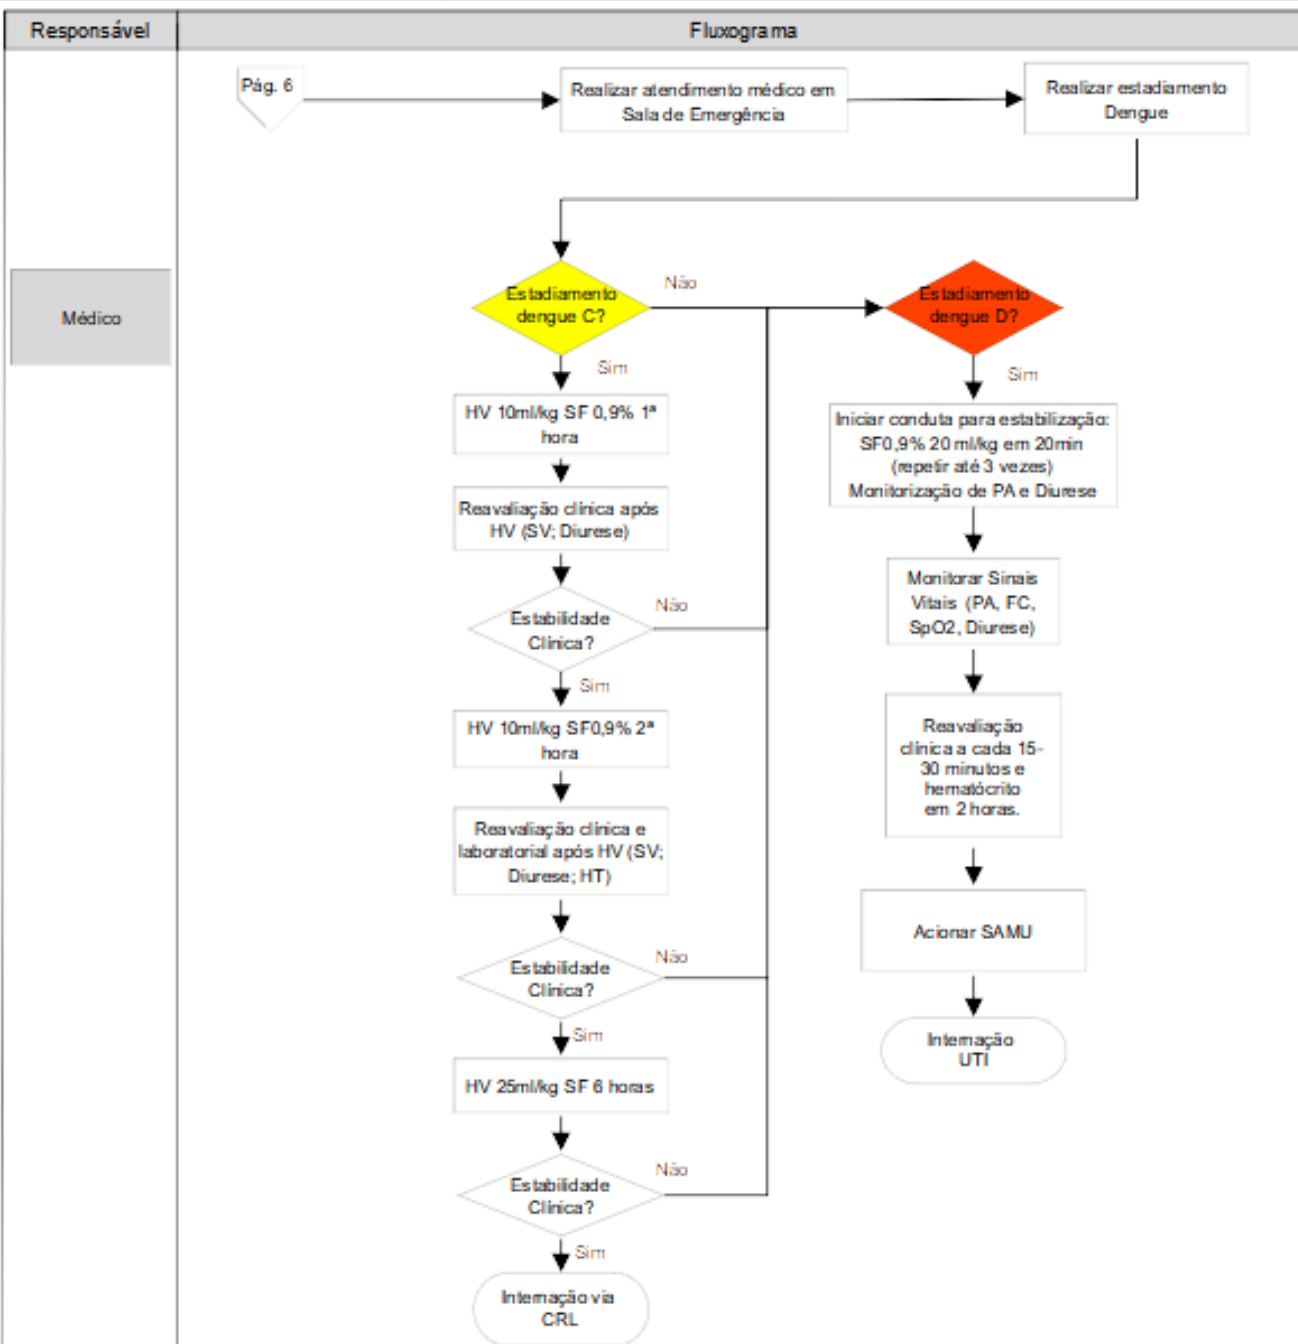 Responsável
Fluxograma
Pág. 6
Realizar atendimento médico em
Sala de Emergência
Realizar estadiamento
Dengue
Médico
Estadiamento
dengue C?
Não
Estadiamento
dengue D?
Sim
Sim
HV 10ml/kg SF 0,9% 1ª
hora
Iniciar conduta para estabilização:
SF0,9% 20 ml/kg em 20min
(repetir até 3 vezes)
Monitorização de PA e Diurese
Reavaliação clínica após
HV (SV; Diurese)
Monitorar Sinais
Vitais (PA, FC,
SpO2, Diurese)
Estabilidade
Clínica?
Não
Sim
HV 10ml/kg SF0,9% 2ª
hora
Reavaliação
clínica a cada 15-
30 minutos e
hematócrito
em 2 horas.
Reavaliação clínica e
laboratorial após HV (SV;
Diurese; HT)
Acionar SAMU
Estabilidade
Clínica?
Não
Sim
Internação
UTI
HV 25ml/kg SF 6 horas
Estabilidade
Clínica?
Não
Sim
Internação via
CRL